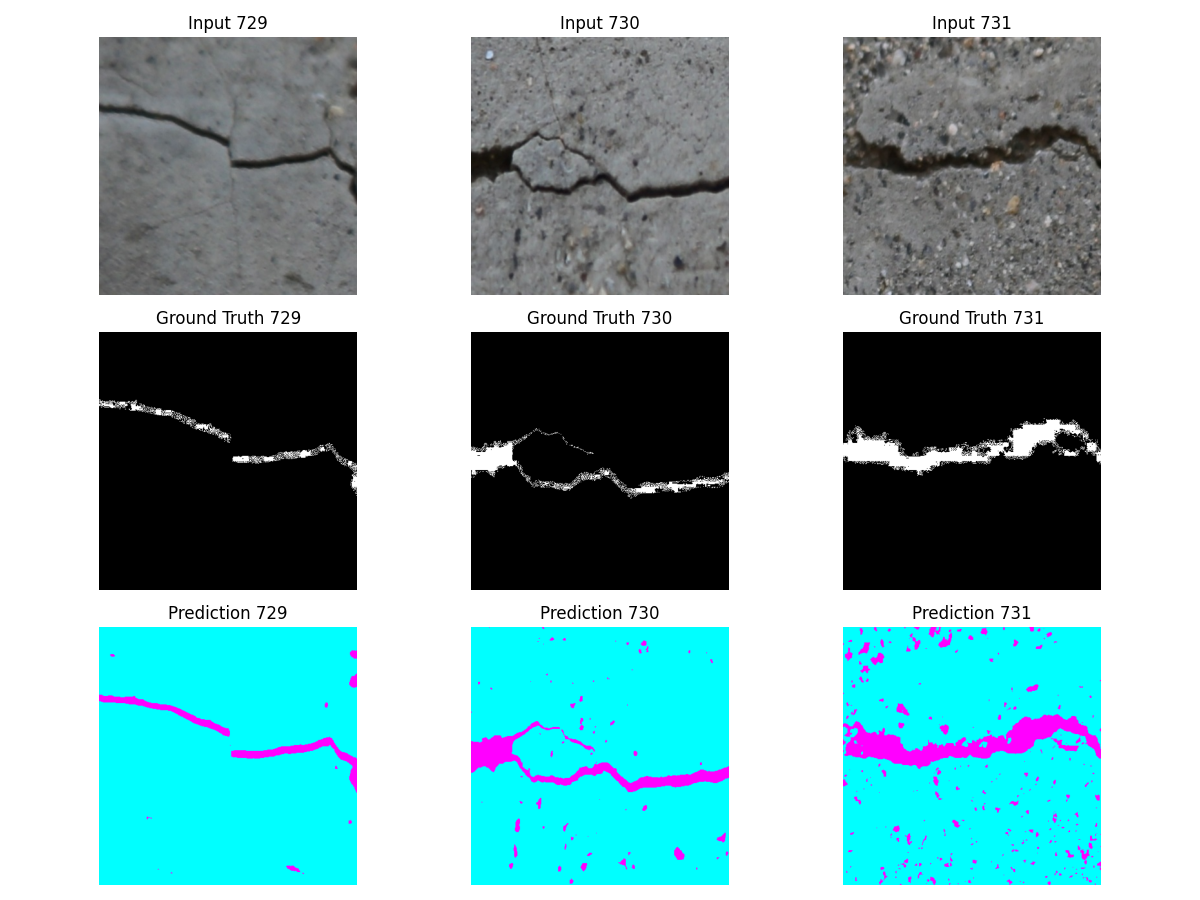 Input 729
Input 730
Input 731
Ground Truth 729
Ground Truth 730
Ground Truth 731
Prediction 729
Prediction 730
Prediction 731